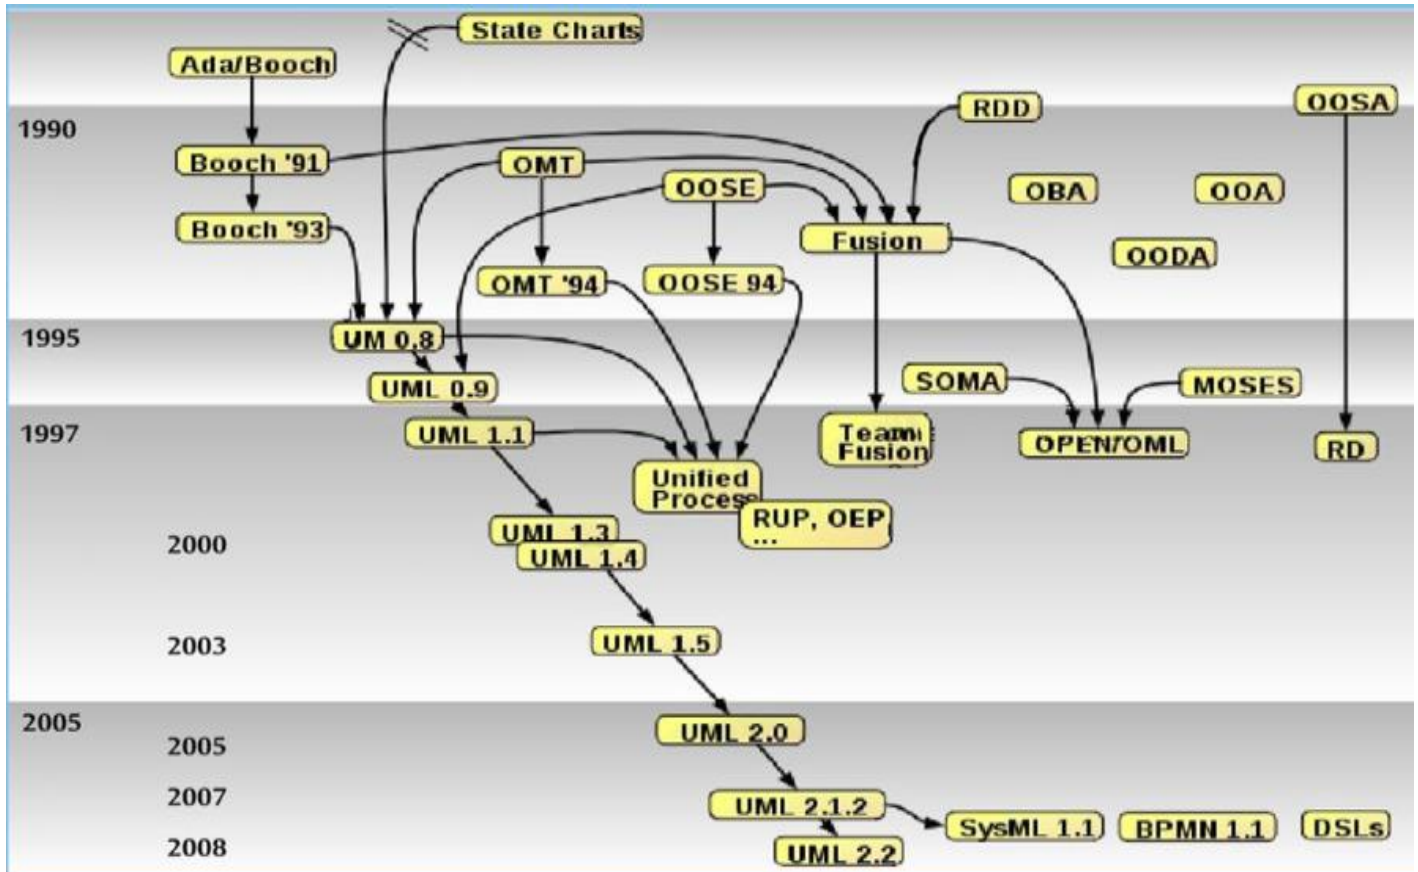 State Charts
Ada/Booch
OOSA
RDD
1990
Booch '91
OMT
OOSE
OBA
OOA
Booch '93
Fusion
OODA
OMT '94
OOSE 94
1995
UM 0.8
SOMA
MOSES
UML 0.9
1997
UML 1.1
Team
Fusion
OPEN/OML
RD
Unified
Process
RUP, OEP
...
UML 1.3
2000
UML 1.4
2003
UML 1.5
2005
UML 2.0
2005
2007
UML 2.1.2
SysML 1.1
BPMN 1.1
DSLs
2008
UML 2.2